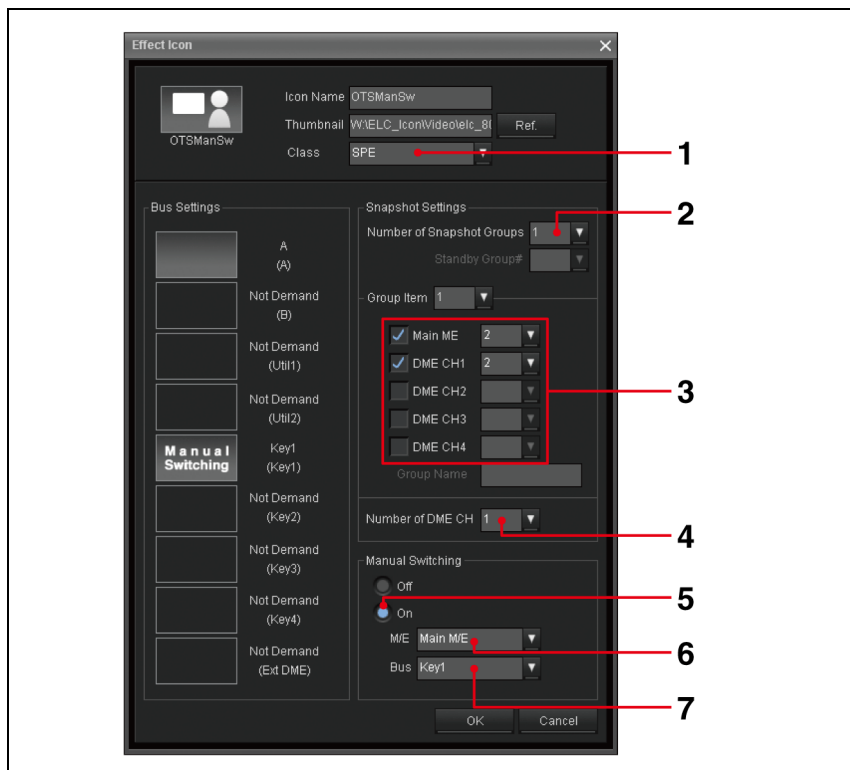 Effect Icon
OTSManSw
Icon Name OTSManSw
Thumbnail W:\ELC_Icon\Video\elc_8( Ref.
Class SPE
1
Bus Settings
A
(A)
Not Demand
(B)
Not Demand
(Util1)
Not Demand
(Util2)
Manual
Switching
Key1
(Key1)
Not Demand
(Key2)
Not Demand
(Key3)
Not Demand
(Key4)
Not Demand
(Ext DME)
Snapshot Settings
2
Number of Snapshot Groups 1
Standby Group#
Group Item 1
Main ME 2
DME CH1 2
DME CH2
3
DME CH3
DME CH4
Group Name
Number of DME CH 1
4
Manual Switching
Off
5
On
M/E Main M/E
6
Bus Key1
7
OK Cancel